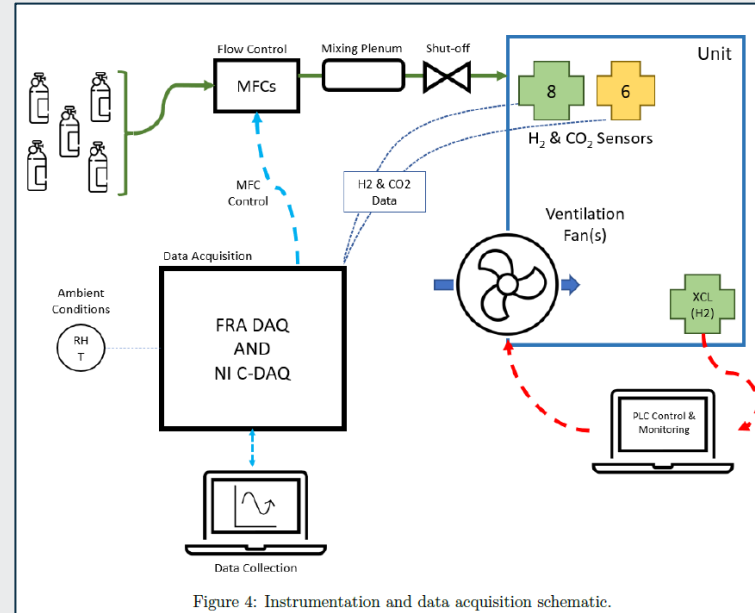 Flow Control
Mixing Plenum
Shut-off
Unit
MFCs
8
6
H₂ & CO₂ Sensors
MFC
Control
H2 & CO2
Data
Ventilation
Fan(s)
Data Acquisition
Ambient
Conditions
RH
T
FRA DAQ
AND
NI C-DAQ
XCL
(H2)
PLC Control &
Monitoring
Data Collection
Figure 4: Instrumentation and data acquisition schematic.